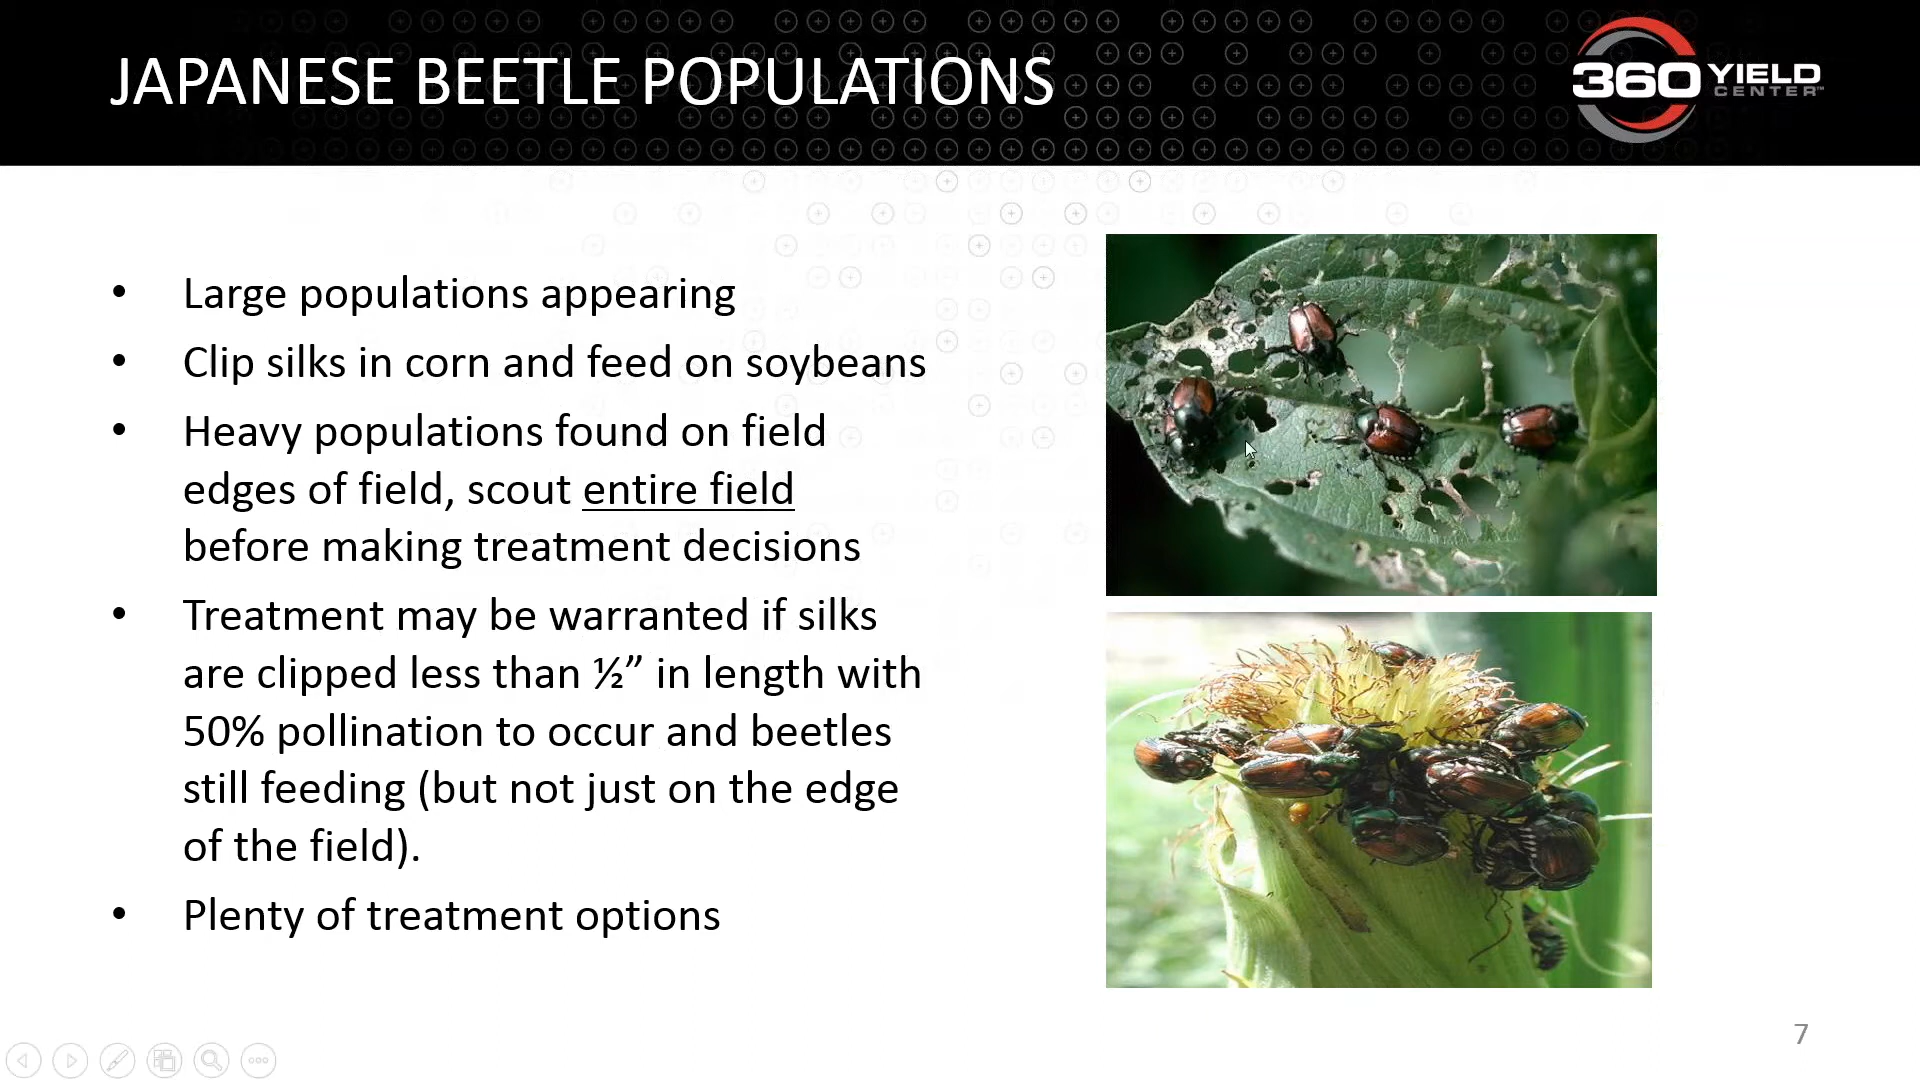 JAPANESE BEETLE POPULATIONS
360 YIELD
CENTER™
• Large populations appearing
• Clip silks in corn and feed on soybeans
• Heavy populations found on field
edges of field, scout entire field
before making treatment decisions
• Treatment may be warranted if silks
are clipped less than ½” in length with
50% pollination to occur and beetles
still feeding (but not just on the edge
of the field).
• Plenty of treatment options
7